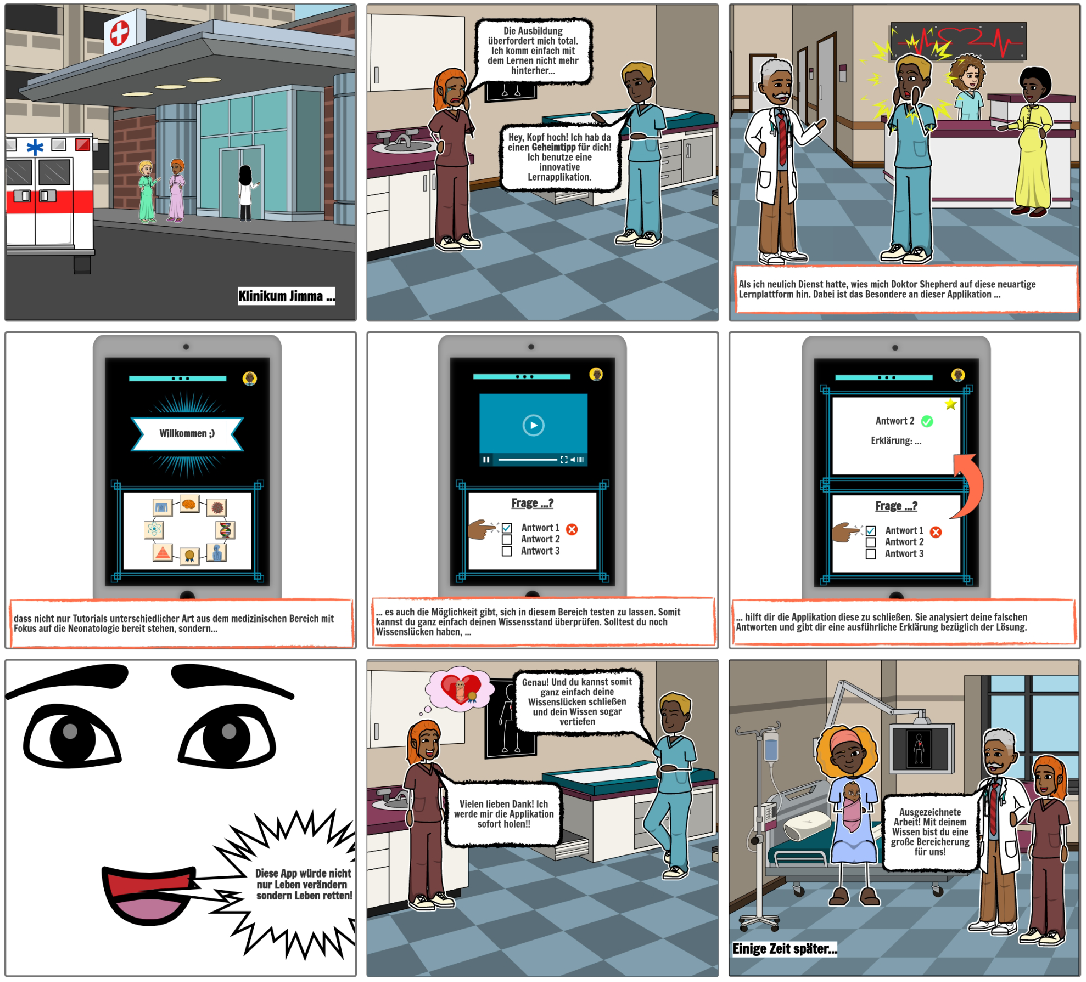 Klinikum Jimma ...
Die Ausbildung
überfordert mich total.
Ich komm einfach mit
dem Lernen nicht mehr
hinterher...
Hey, Kopf hoch! Ich hab da
einen Geheimtipp für dich!
Ich benutze eine
innovative
Lernapplikation.
Als ich neulich Dienst hatte, wies mich Doktor Shepherd auf diese neuartige
Lernplattform hin. Dabei ist das Besondere an dieser Applikation ...
Willkommen ;)
dass nicht nur Tutorials unterschiedlicher Art aus dem medizinischen Bereich mit
Fokus auf die Neonatologie bereit stehen, sondern...
Frage ...?
Antwort 1
Antwort 2
Antwort 3
... es auch die Möglichkeit gibt, sich in diesem Bereich testen zu lassen. Somit
kannst du ganz einfach deinen Wissensstand überprüfen. Solltest du noch
Wissenslücken haben, ...
Antwort 2
Erklärung: ...
Frage ...?
Antwort 1
Antwort 2
Antwort 3
... hilft dir die Applikation diese zu schließen. Sie analysiert deine falschen
Antworten und gibt dir eine ausführliche Erklärung bezüglich der Lösung.
Diese App würde nicht
nur Leben verändern
sondern Leben retten!
Genau! Und du kannst somit
ganz einfach deine
Wissenslücken schließen
und dein Wissen sogar
vertiefen
Vielen lieben Dank! Ich
werde mir die Applikation
sofort holen!!
Ausgezeichnete
Arbeit! Mit deinem
Wissen bist du eine
große Bereicherung
für uns!
Einige Zeit später...